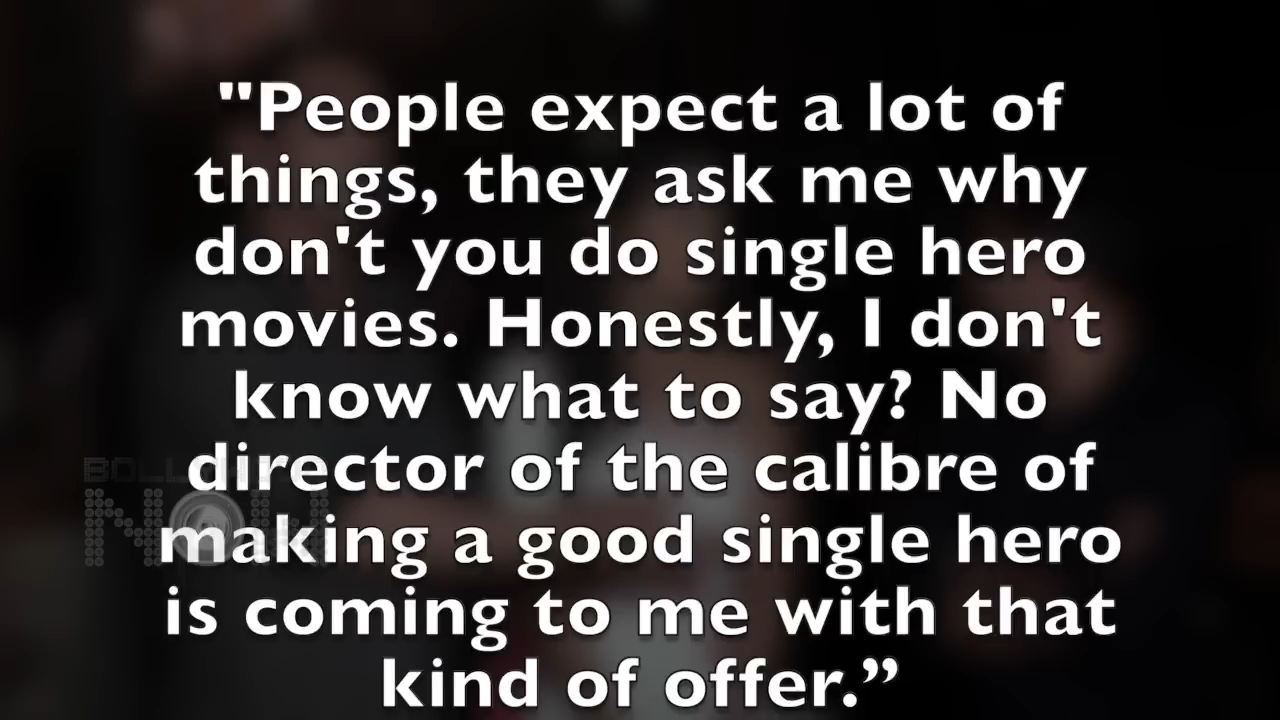 "People expect a lot of
things, they ask me why
don't you do single hero
movies. Honestly, I don't
know what to say? No
director of the calibre of
making a good single hero
is coming to me with that
kind of offer.”
NOW